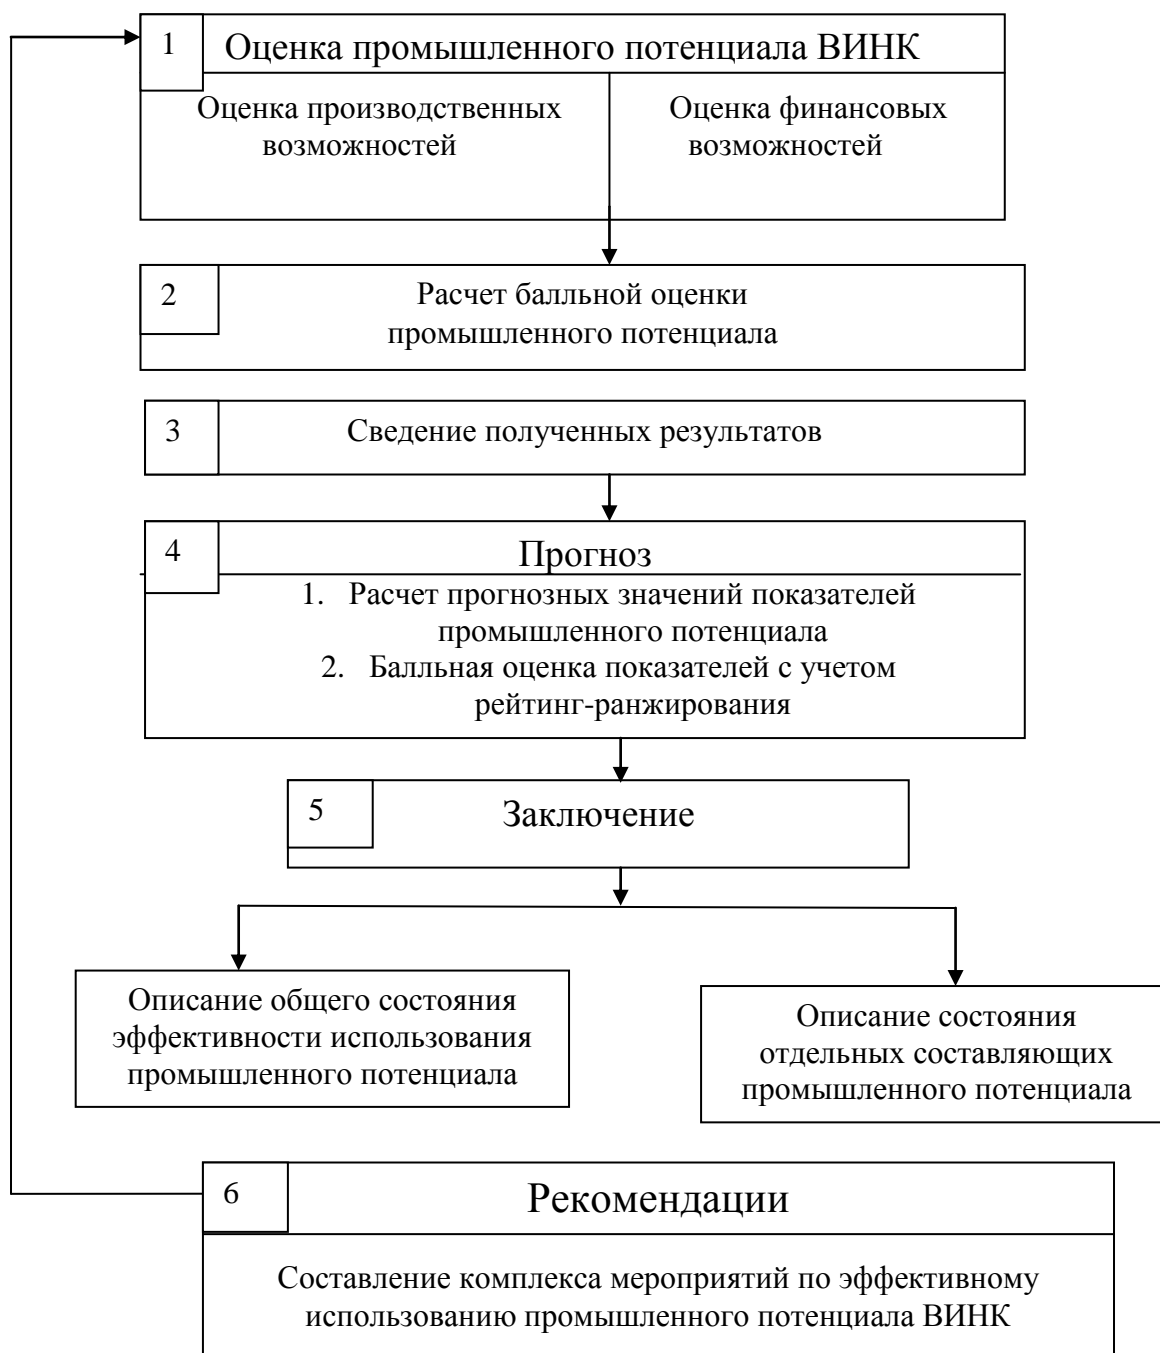 1
Оценка промышленного потенциала ВИНК
Оценка производственных
возможностей
Оценка финансовых
возможностей
2
Расчет балльной оценки
промышленного потенциала
3
Сведение полученных результатов
4
Прогноз
1. Расчет прогнозных значений показателей
промышленного потенциала
2. Балльная оценка показателей с учетом
рейтинг-ранжирования
5
Заключение
Описание общего состояния
эффективности использования
промышленного потенциала
Описание состояния
отдельных составляющих
промышленного потенциала
6
Рекомендации
Составление комплекса мероприятий по эффективному
использованию промышленного потенциала ВИНК